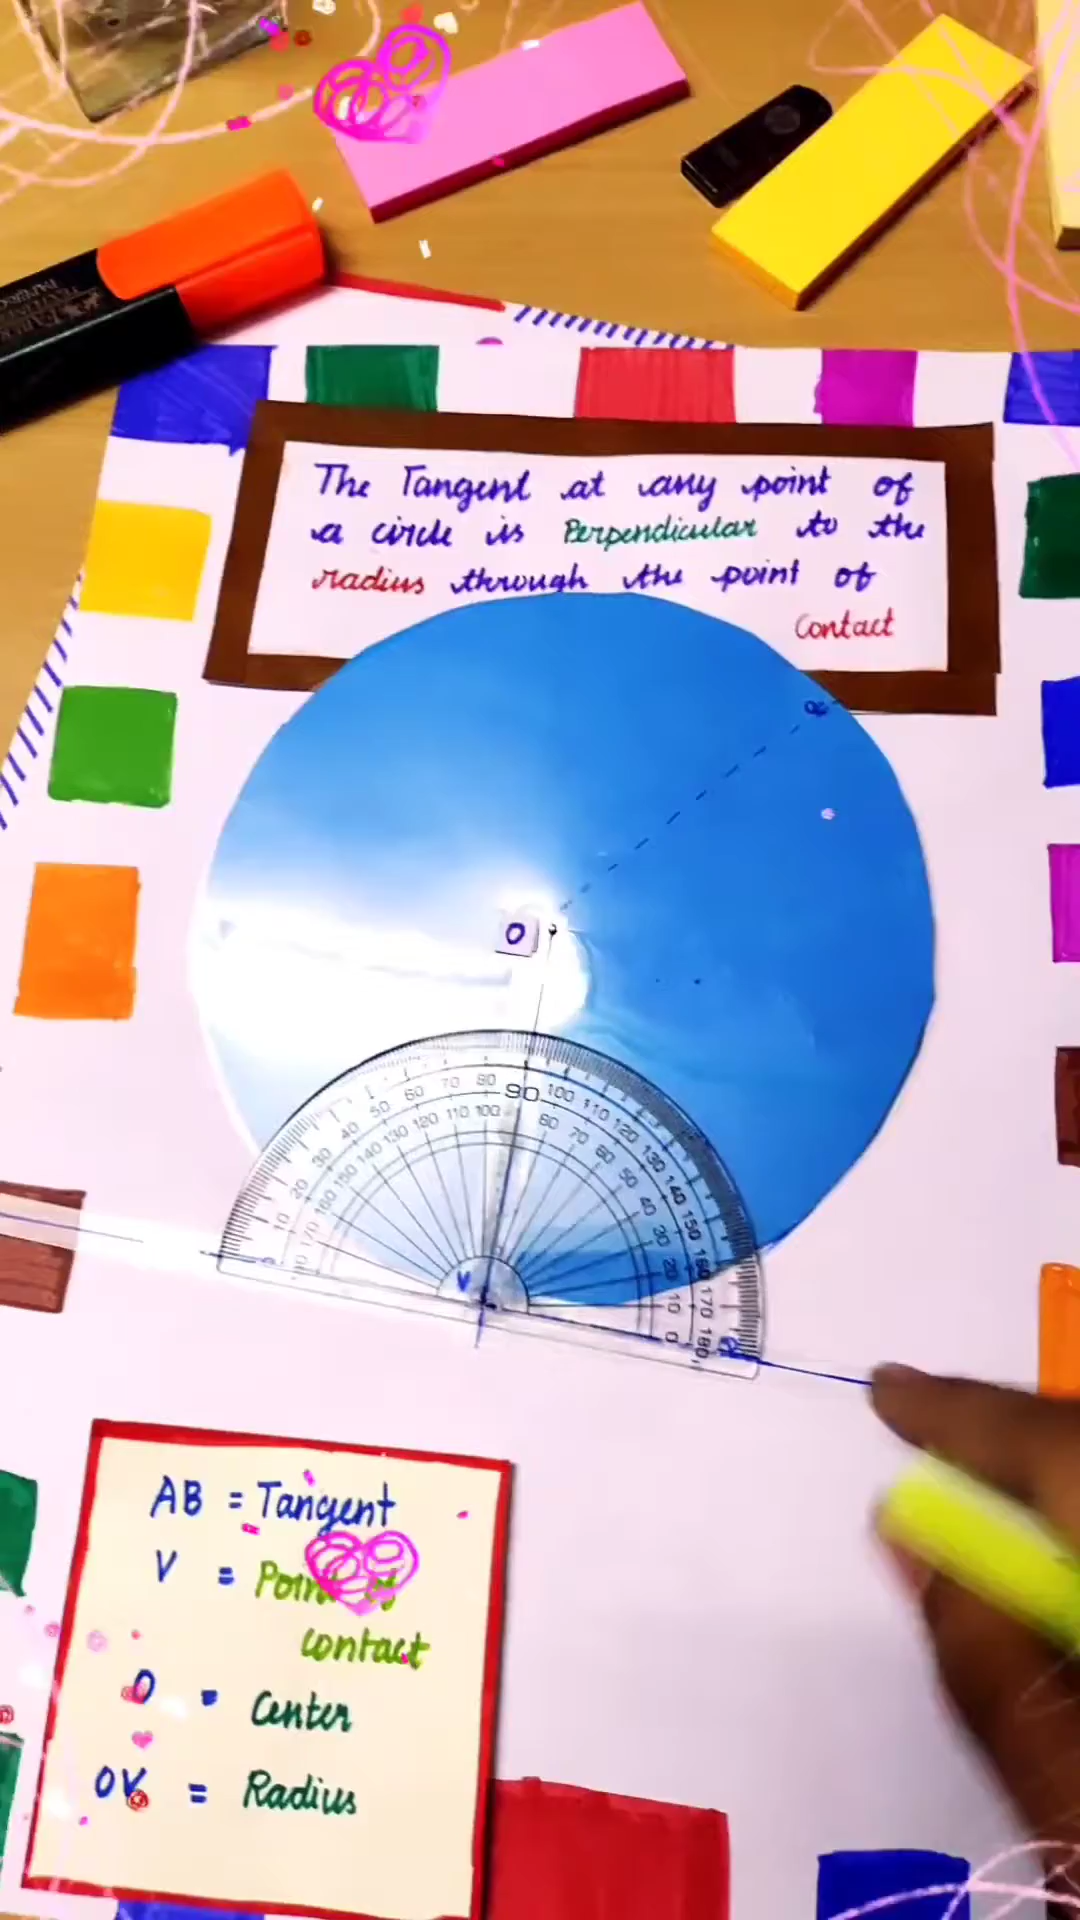 The Tangent at any point of
a circle is Perpendicular to the
radius through the point of
Contact
O
V
AB = Tangent
V = Point of
contact
O = Center
OV = Radius